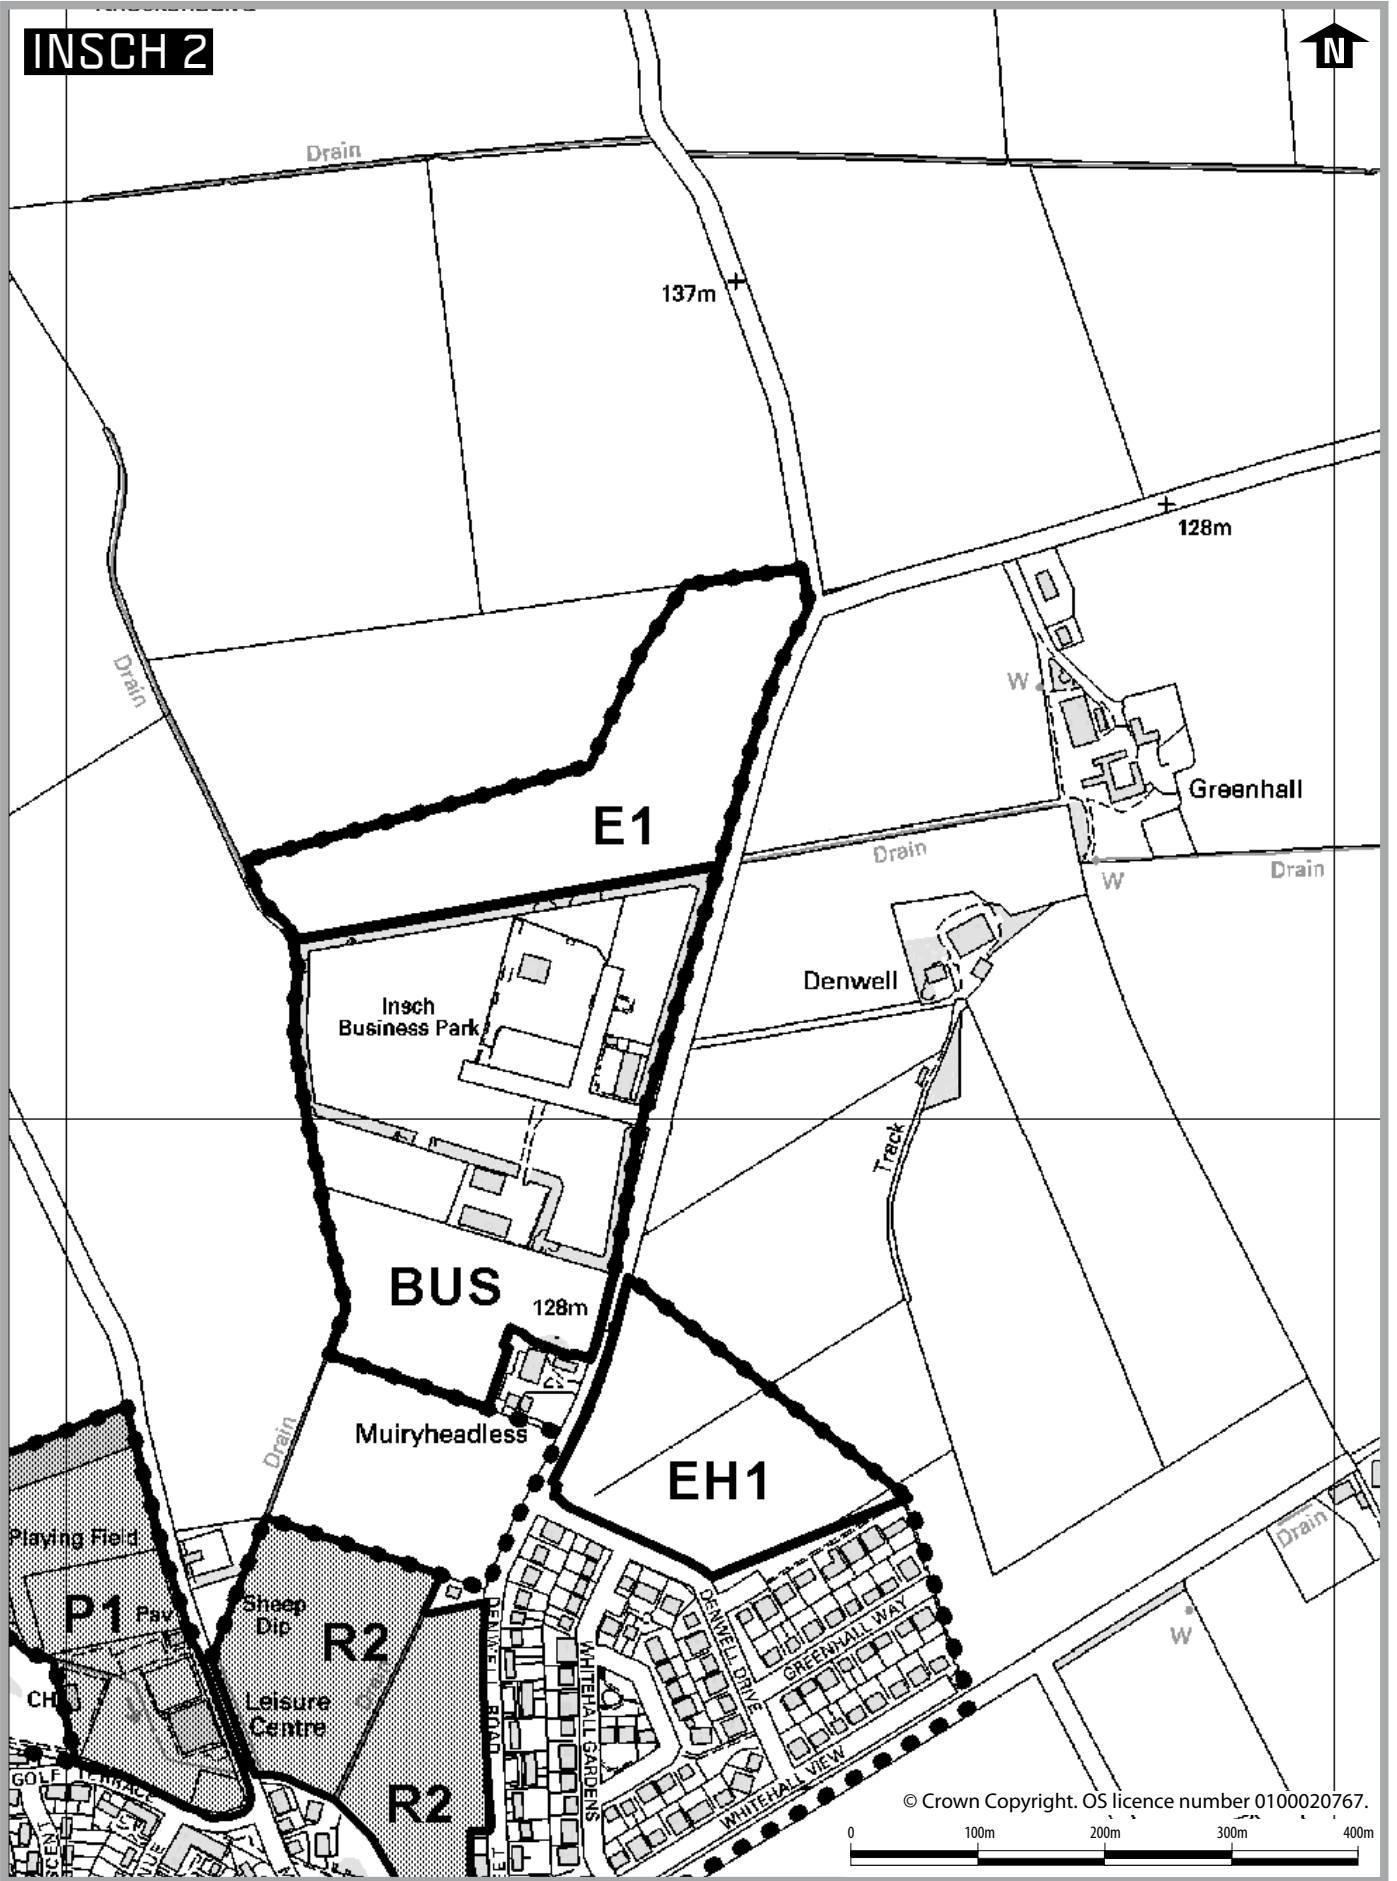 INSCH 2
N
Drain
137m
128m
Drain
W
Greenhall
E1
Drain
W
Drain
Denwell
Insch
Business Park
Track
BUS
128m
Drain
Muiryheadless
EH1
Playing Field
P1
Pav
Sheep
Dip
R2
DENWELL ROAD
WHITEHALL GARDENS
DENWELL DRIVE
GREENHALL WAY
Drain
W
CH
Leisure
Centre
Drain
R2
WHITEHALL VIEW
GOLF TERRACE
© Crown Copyright. OS licence number 0100020767.
0 100m 200m 300m 400m